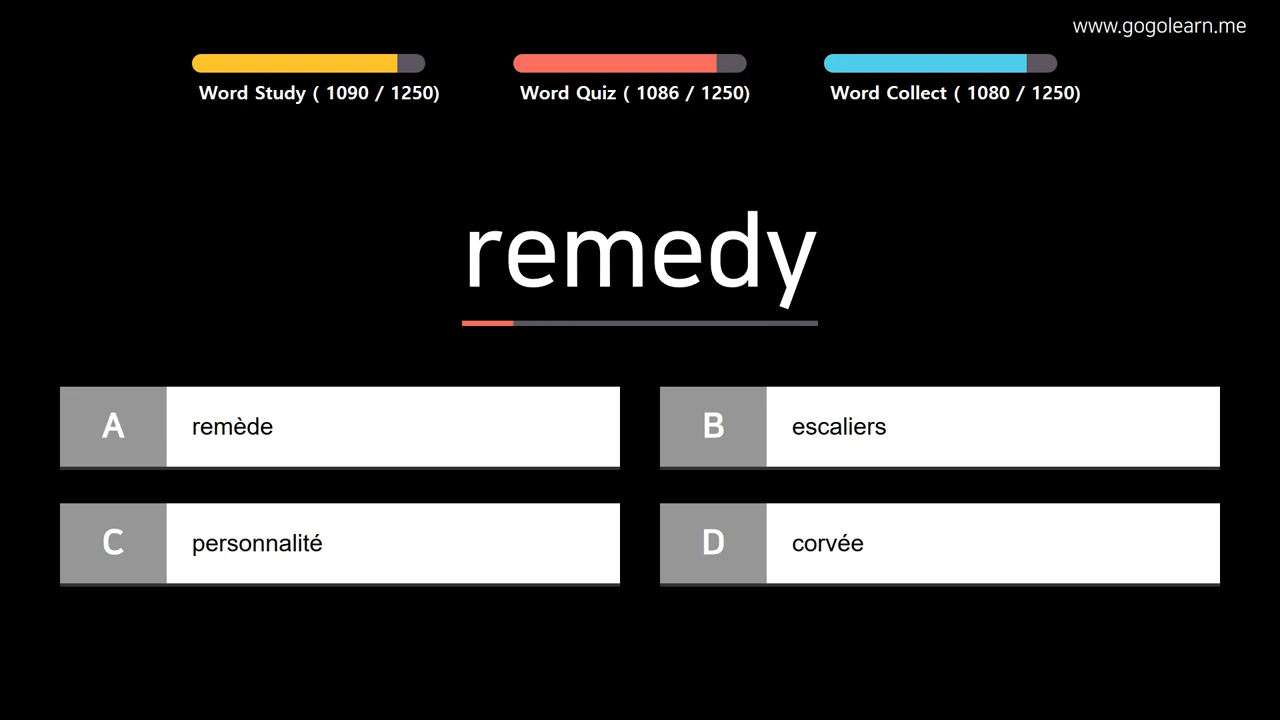 www.gogolearn.me
Word Study ( 1090 / 1250)
Word Quiz ( 1086 / 1250)
Word Collect ( 1080 / 1250)
remedy
A remède
B escaliers
C personnalité
D corvée